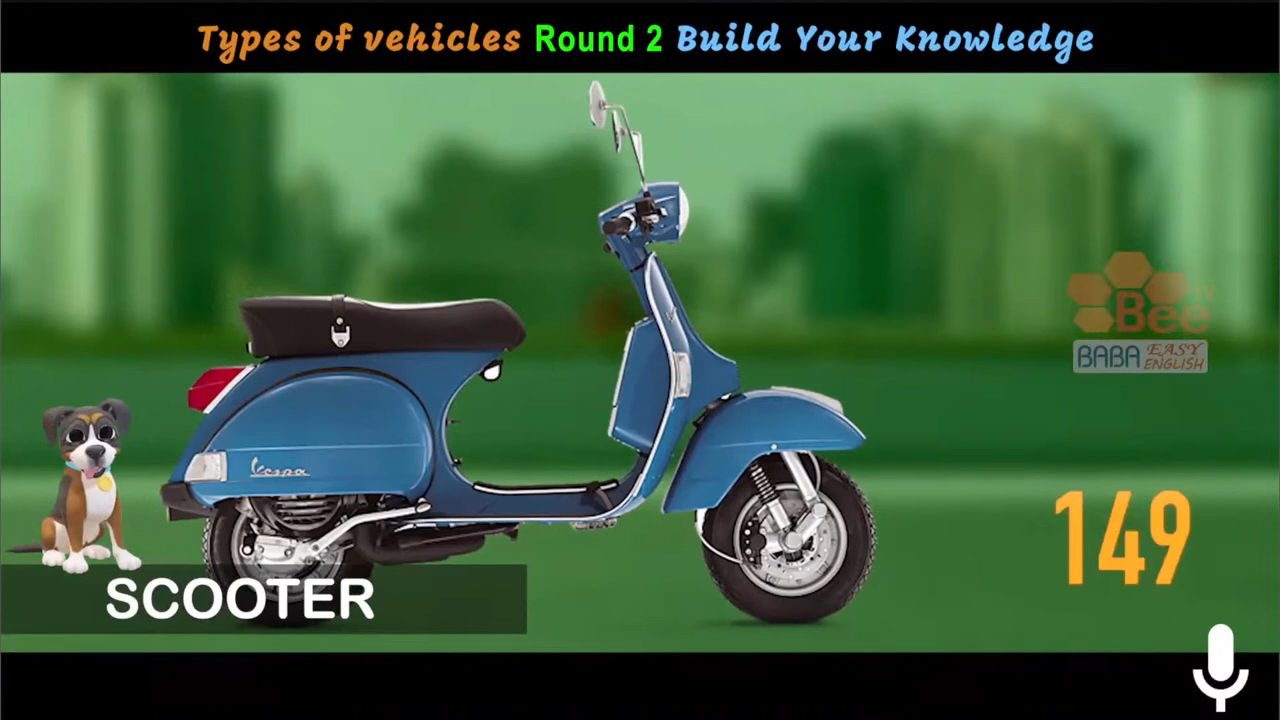 Types of vehicles Round 2 Build Your Knowledge
Bee
BABA EASY ENGLISH
Vespa
149
SCOOTER